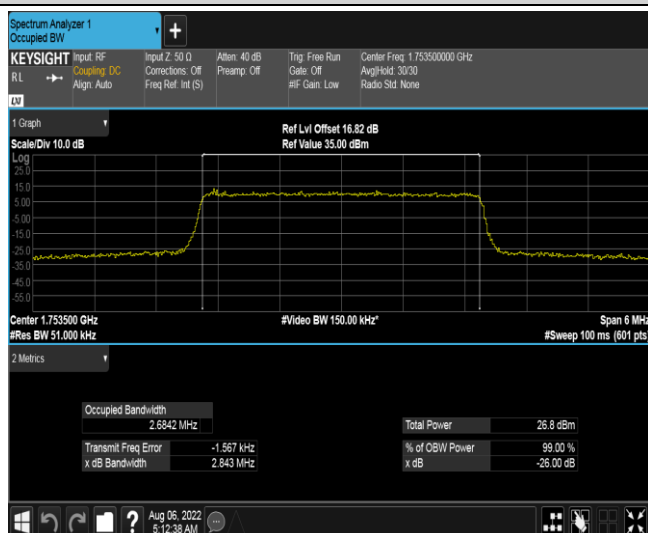 Spectrum Analyzer 1
Occupied BW
KEYSIGHT
R L
LXI
Input: RF
Coupling: DC
Align: Auto
Input Z: 50 Ω
Corrections: Off
Freq Ref: Int (S)
Atten: 40 dB
Preamp: Off
Trig: Free Run
Gate: Off
#IF Gain: Low
Center Freq: 1.753500000 GHz
Avg|Hold: 30/30
Radio Std: None
1 Graph
Scale/Div 10.0 dB
Ref Lvl Offset 16.82 dB
Ref Value 35.00 dBm
Log
25.0
15.0
5.00
-5.00
-15.0
-25.0
-35.0
-45.0
-55.0
Center 1.753500 GHz
#Res BW 51.000 kHz
#Video BW 150.00 kHz*
Span 6 MHz
#Sweep 100 ms (601 pts)
2 Metrics
Occupied Bandwidth
2.6842 MHz
Transmit Freq Error -1.567 kHz
x dB Bandwidth 2.843 MHz
Total Power 26.8 dBm
% of OBW Power 99.00 %
x dB -26.00 dB
?
Aug 06, 2022
5:12:38 AM